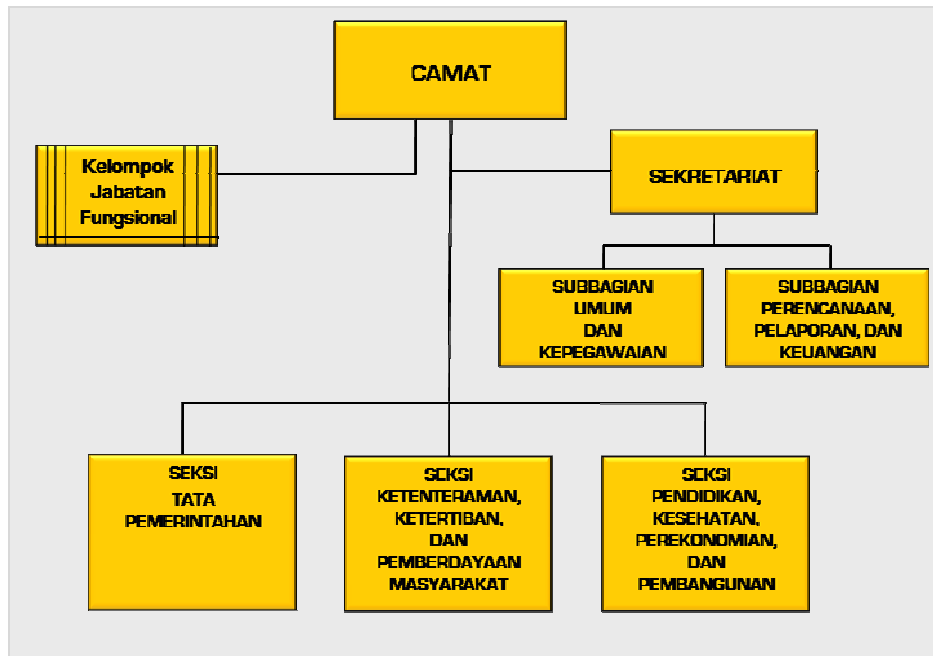 CAMAT
Kelompok
Jabatan
Fungsional
SEKRETARIAT
SUBBAGIAN
UMUM
DAN
KEPEGAWAIAN
SUBBAGIAN
PERENCANAAN,
PELAPORAN, DAN
KEUANGAN
SEKSI
TATA
PEMERINTAHAN
SEKSI
KETENTERAMAN,
KETERTIBAN,
DAN
PEMBERDAYAAN
MASYARAKAT
SEKSI
PENDIDIKAN,
KESEHATAN,
PEREKONOMIAN,
DAN
PEMBANGUNAN